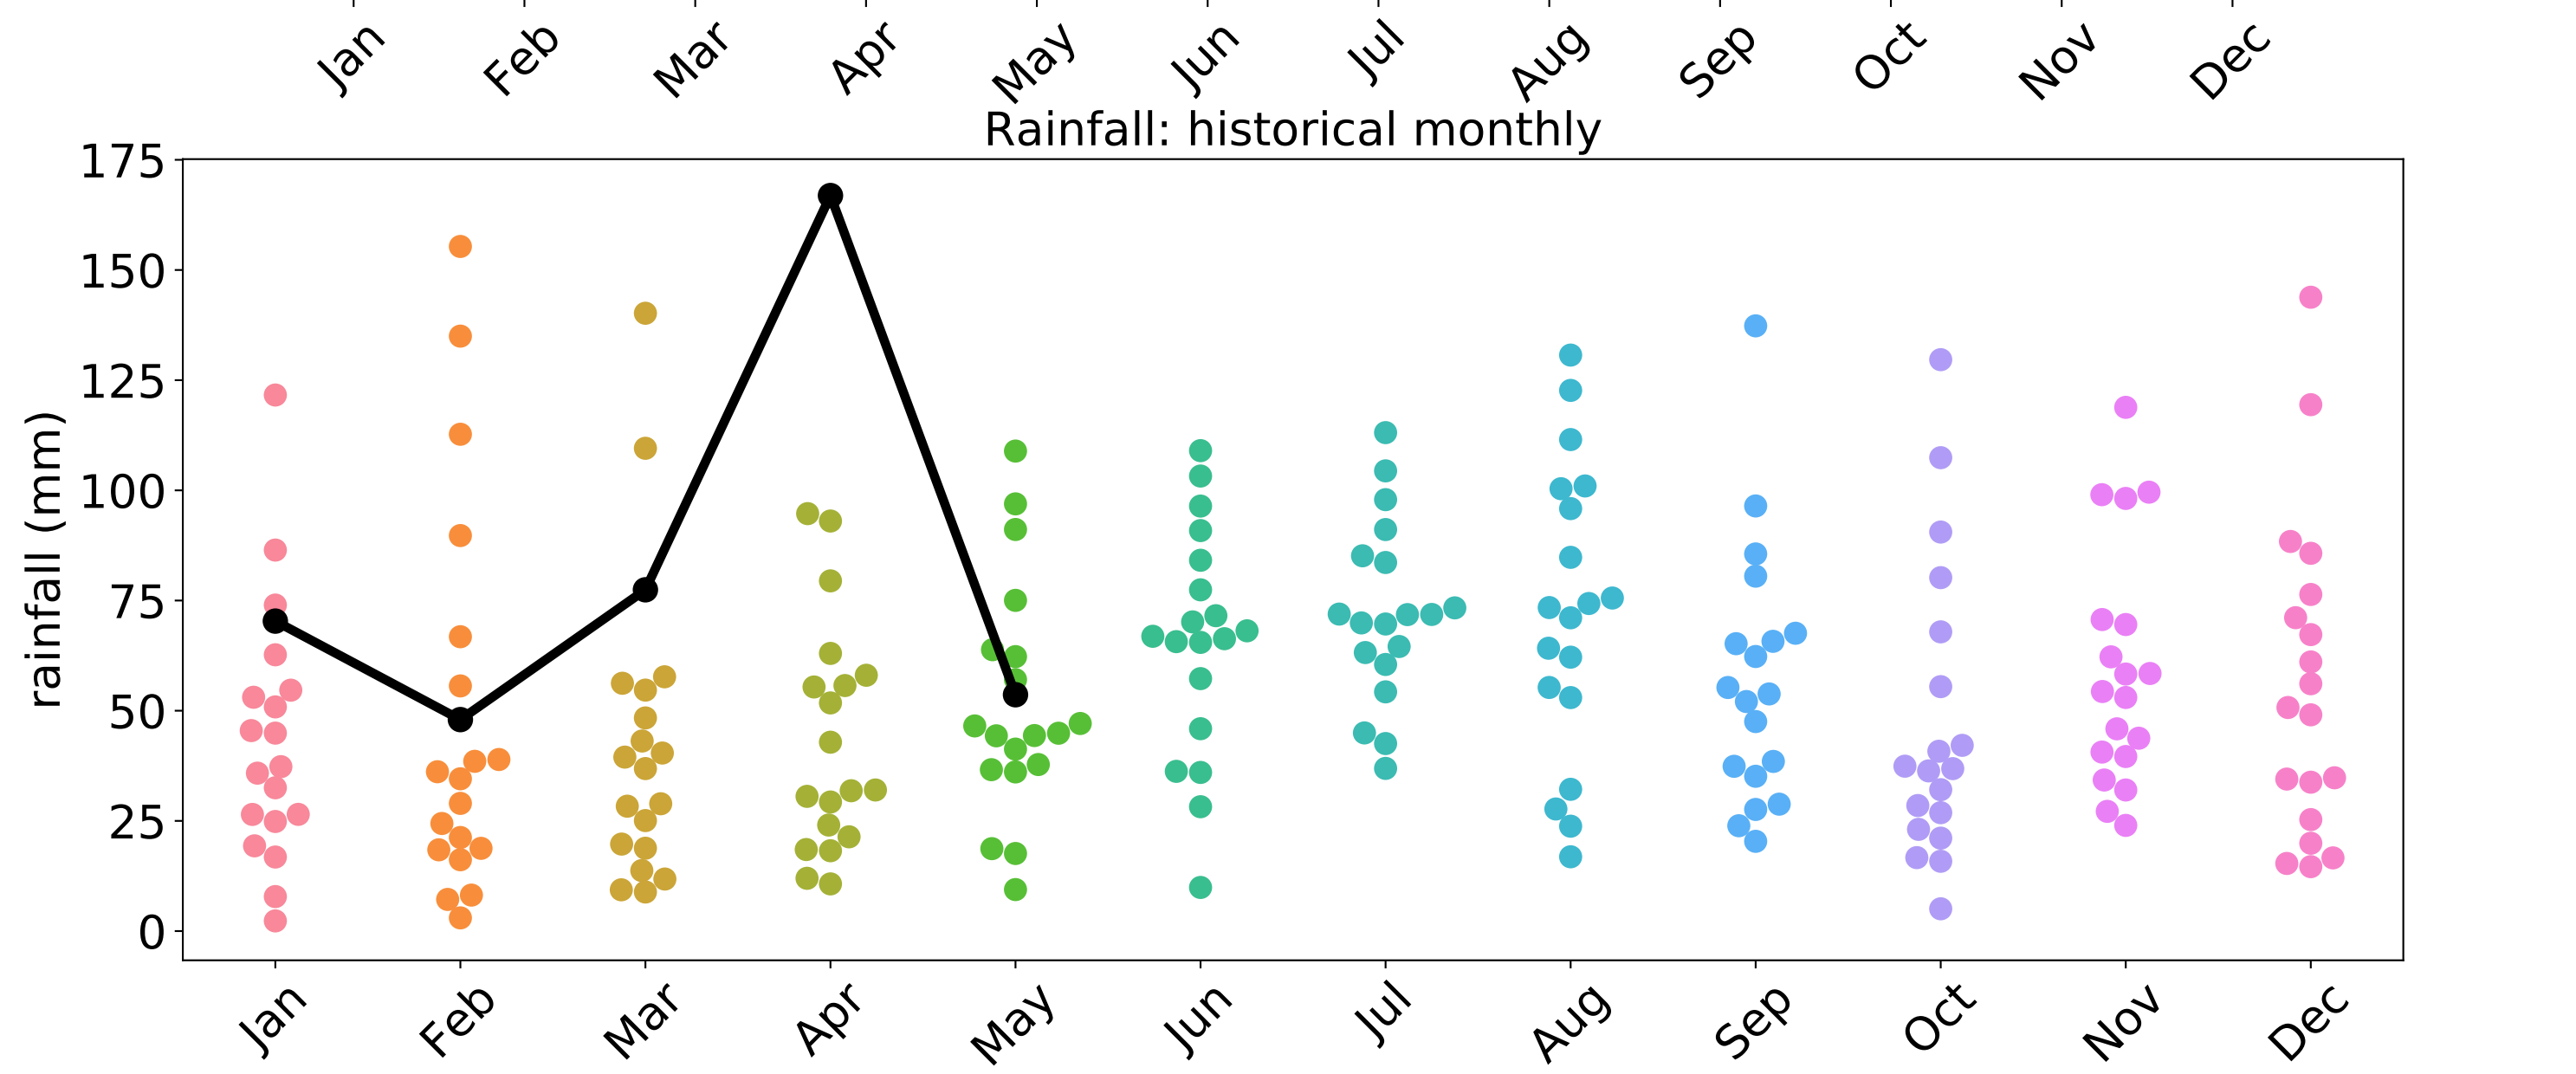 Jan Feb Mar Apr May Jun Jul Aug Sep Oct Nov Dec
Rainfall: historical monthly
175
150
125
100
75
50
25
0
rainfall (mm)
Jan Feb Mar Apr May Jun Jul Aug Sep Oct Nov Dec